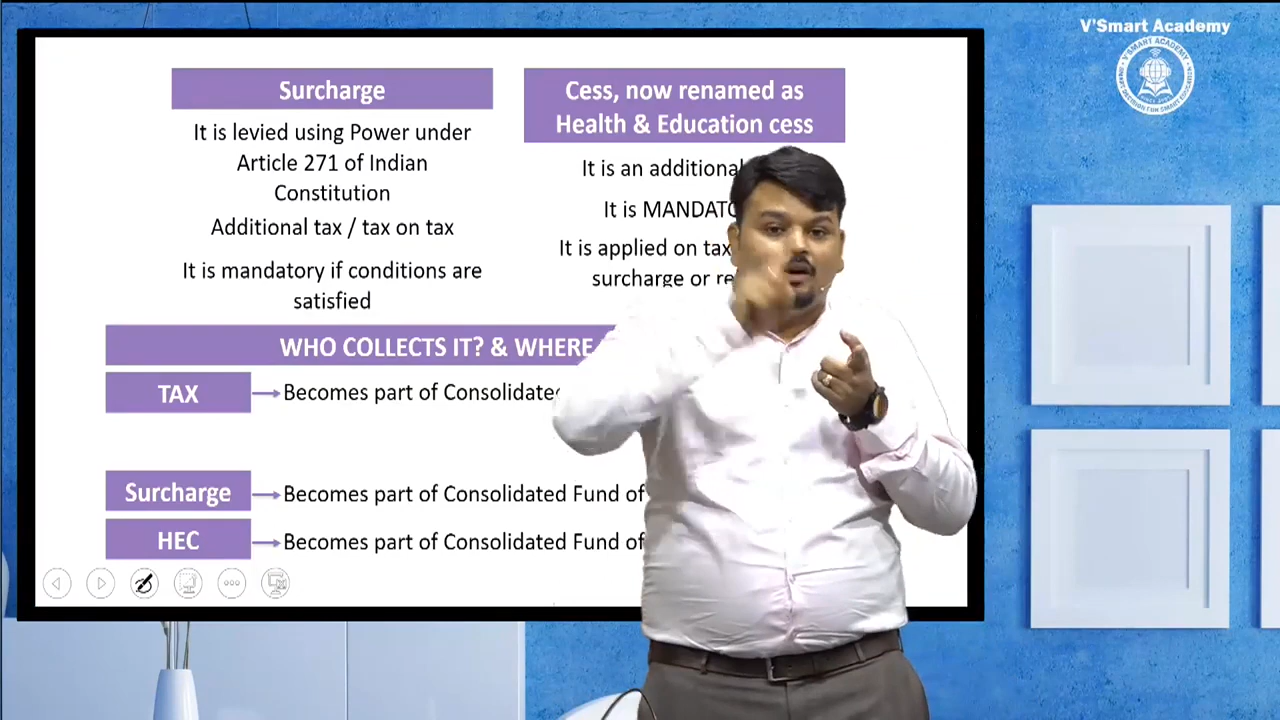 V'Smart Academy
V'SMART ACADEMY
Surcharge
It is levied using Power under
Article 271 of Indian
Constitution
Additional tax / tax on tax
It is mandatory if conditions are
satisfied
Cess, now renamed as
Health & Education cess
It is an additional
It is
It is applied on tax
surcharge or
WHO COLLECTS IT? & WHERE
TAX
Becomes part of
Surcharge
Becomes part of Consolidated Fund of
HEC
Becomes part of Consolidated Fund of